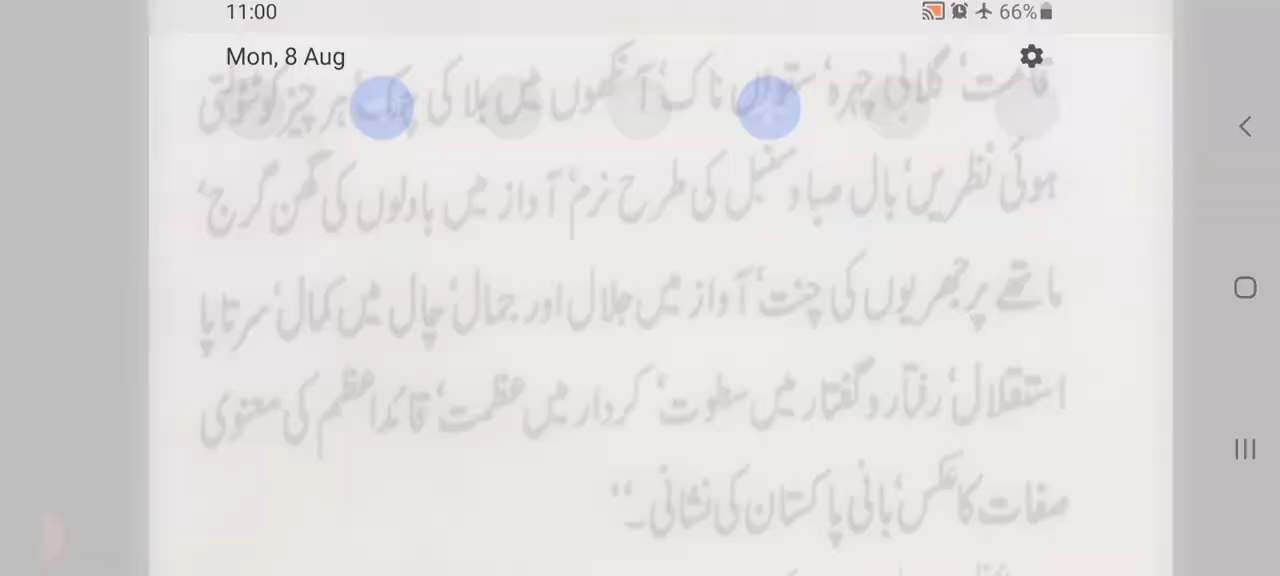 11:00
66%
Mon, 8 Aug
قامت‘ گلابی چہرہ‘ ستواں ناک‘ آنکھوں میں بلا کی چمک‘ ہر چیز کو ٹٹولتی
ہوئی نظریں‘ بال صبا و سنبل کی طرح نرم‘ آواز میں بادلوں کی گھن گرج‘
ماتھے پر جھریوں کی چنت‘ آواز میں جلال اور جمال‘ چال میں کمال‘ سرتاپا
استقلال‘ رفتار و گفتار میں سطوت‘ کردار میں عظمت‘ قائداعظم کی معنوی
صفات کا عکس‘ بانی پاکستان کی نشانی۔‘‘